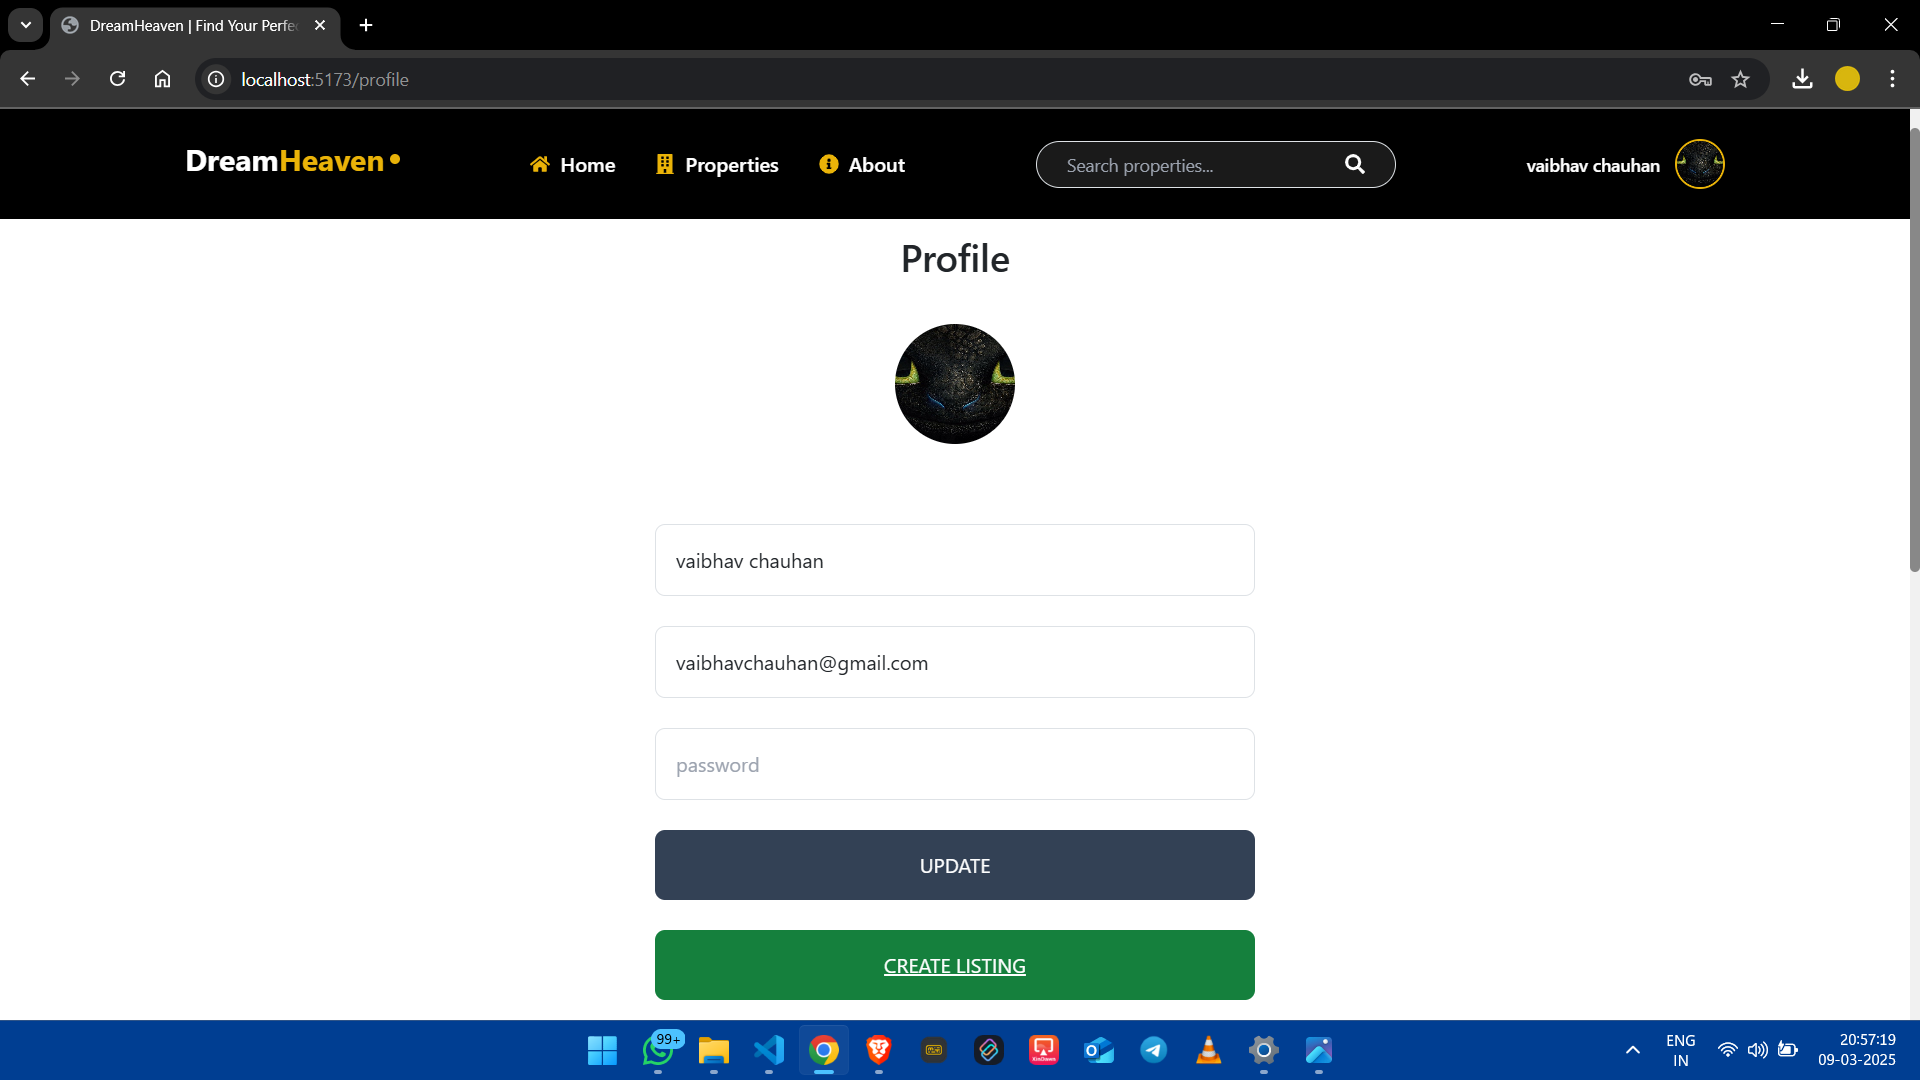 DreamHeaven | Find Your Perfe
localhost:5173/profile
DreamHeaven
Home
Properties
About
Search properties...
vaibhav chauhan
Profile
vaibhav chauhan
vaibhavchauhan@gmail.com
password
UPDATE
CREATE LISTING
99+
ENG
IN
20:57:19
09-03-2025